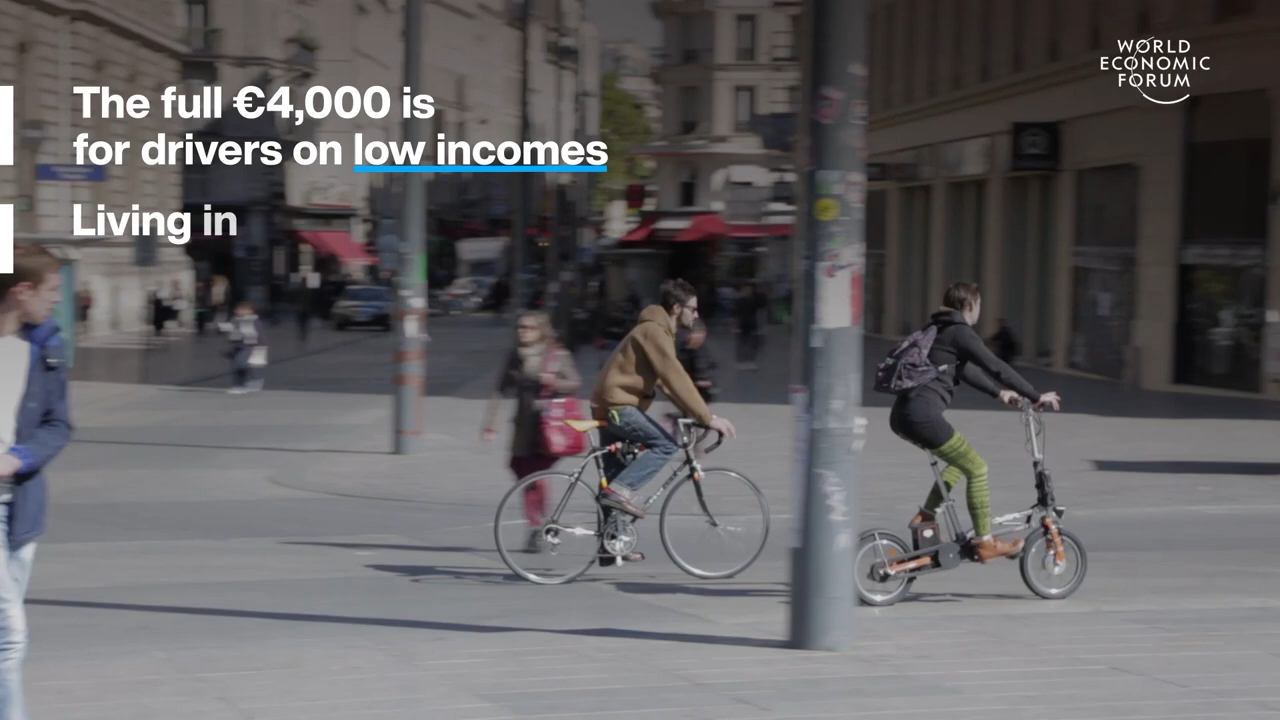 The full €4,000 is
for drivers on low incomes
Living in
WORLD
ECONOMIC
FORUM